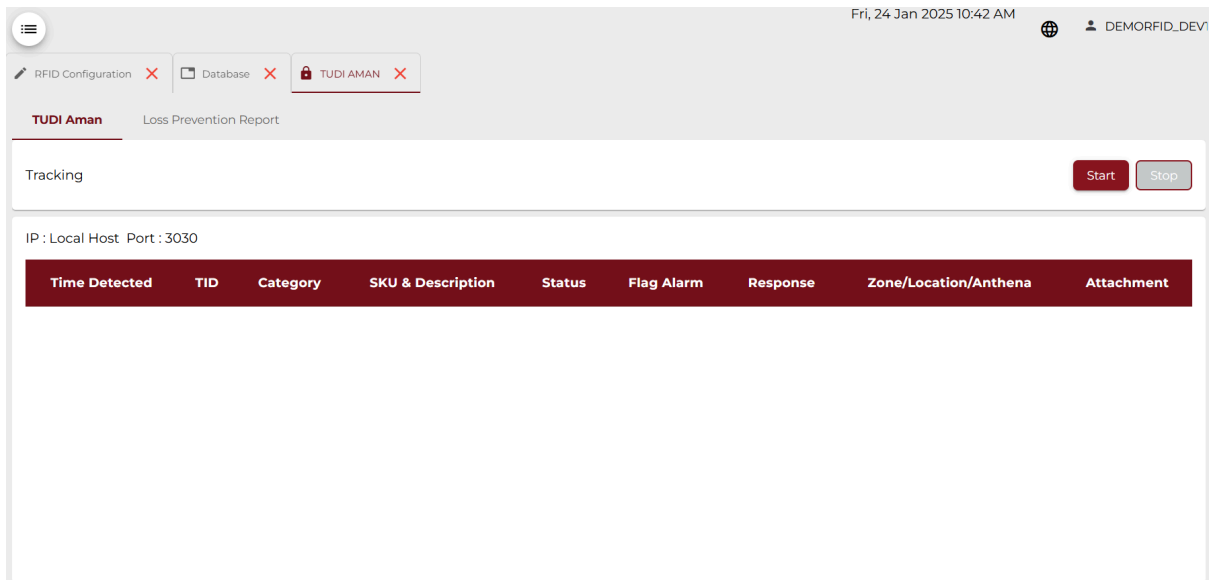 Fri, 24 Jan 2025 10:42 AM
DEMORFID_DEV
RFID Configuration
Database
TUDI AMAN
TUDI Aman
Loss Prevention Report
Tracking
Start
Stop
IP : Local Host Port : 3030
Time Detected TID Category SKU & Description Status Flag Alarm Response Zone/Location/Anthena Attachment